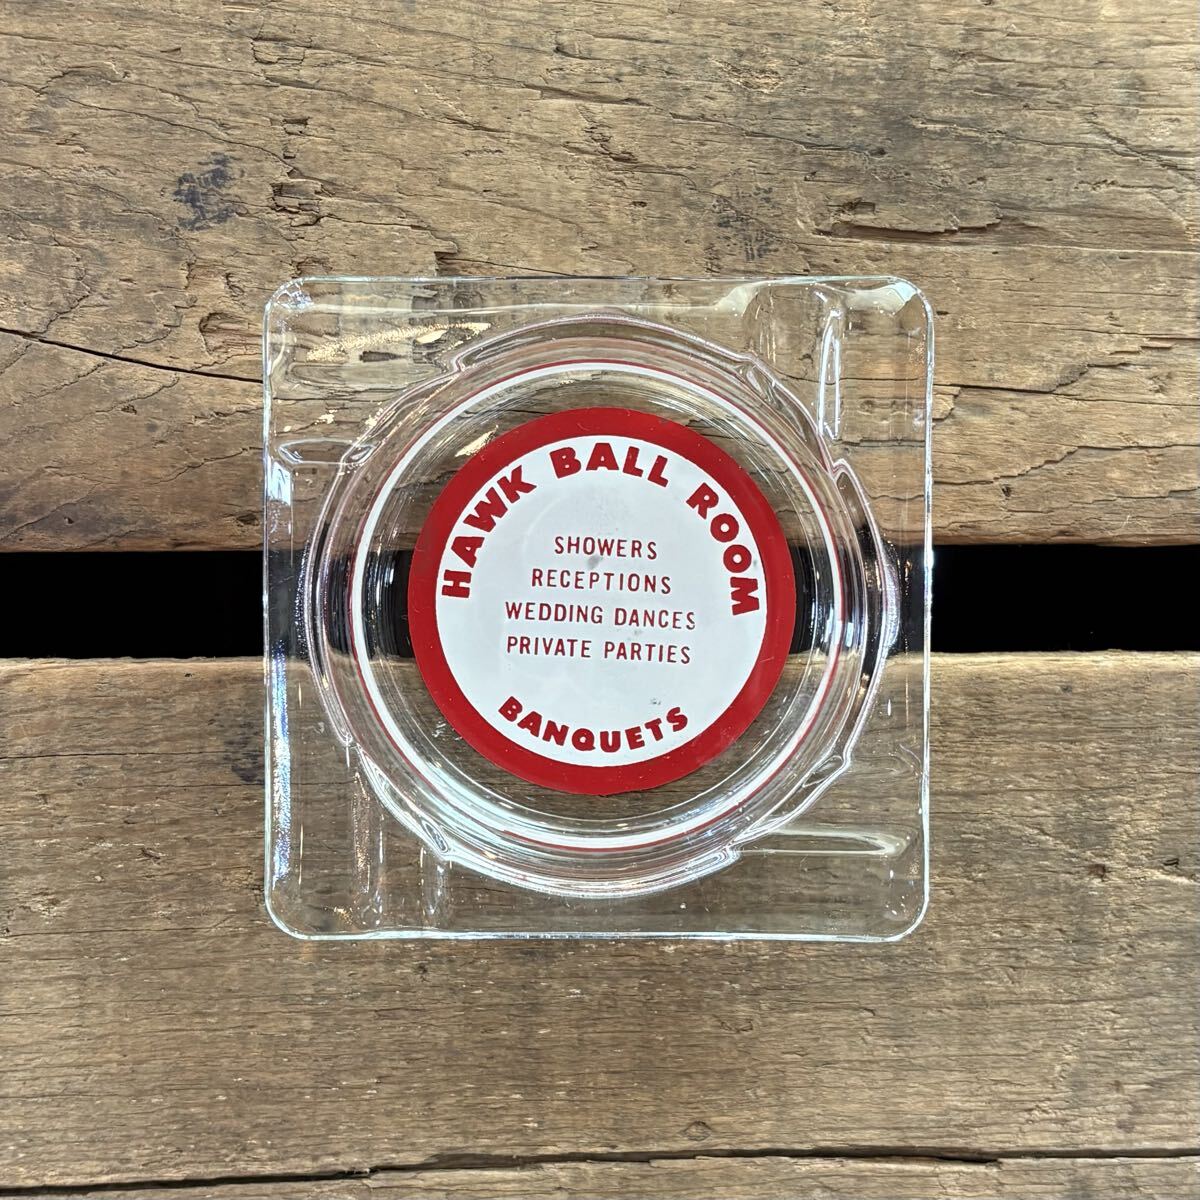 HAWK BALL ROOM
SHOWERS
RECEPTIONS
WEDDING DANCES
PRIVATE PARTIES
BANQUETS